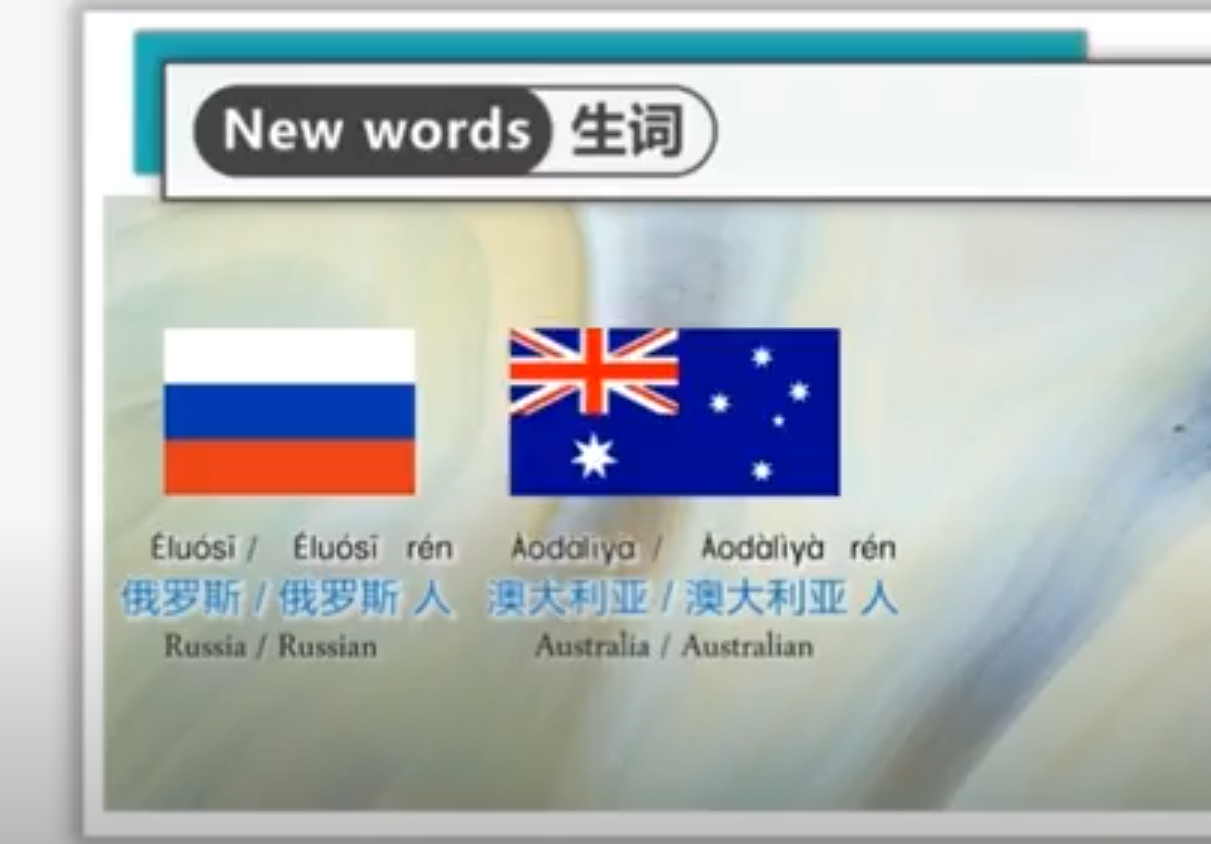 New words 生词
Éluósī / Éluósī rén Àodàlìyà / Àodàlìyà rén
俄罗斯 / 俄罗斯 人 澳大利亚 / 澳大利亚 人
Russia / Russian Australia / Australian